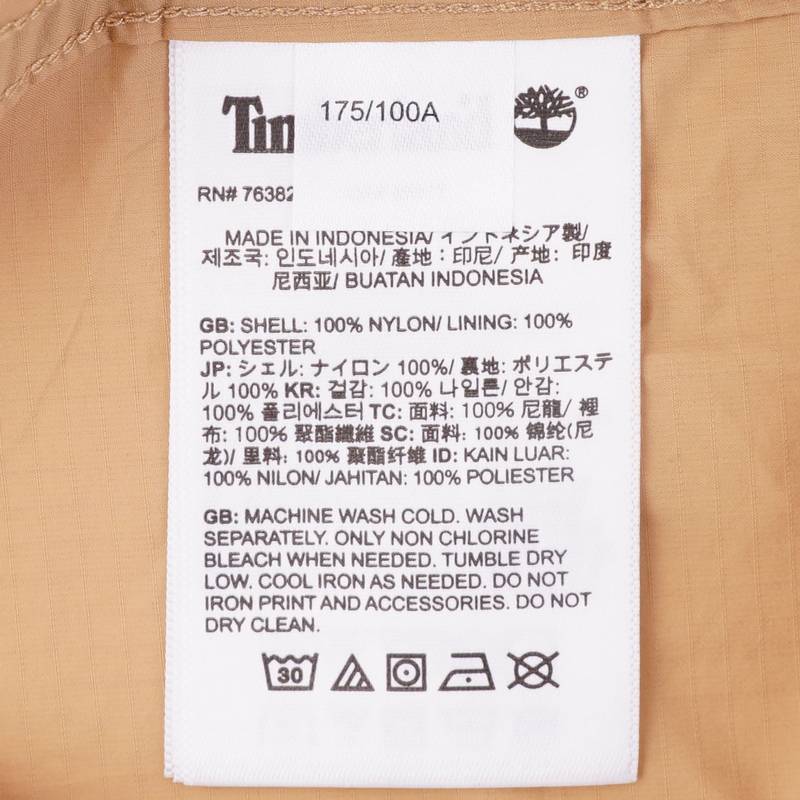 Tim
175/100A
®
RN# 76382
MADE IN INDONESIA/ インドネシア製/
제조국: 인도네시아/ 產地：印尼/ 产地: 印度
尼西亚/ BUATAN INDONESIA
GB: SHELL: 100% NYLON/ LINING: 100%
POLYESTER
JP: シェル: ナイロン 100%/ 裏地: ポリエステ
ル 100% KR: 겉감: 100% 나일론/ 안감:
100% 폴리에스터 TC: 面料: 100% 尼龍/ 裡
布: 100% 聚酯纖維 SC: 面料: 100% 锦纶(尼
龙)/ 里料: 100% 聚酯纤维 ID: KAIN LUAR:
100% NILON/ JAHITAN: 100% POLIESTER
GB: MACHINE WASH COLD. WASH
SEPARATELY. ONLY NON CHLORINE
BLEACH WHEN NEEDED. TUMBLE DRY
LOW. COOL IRON AS NEEDED. DO NOT
IRON PRINT AND ACCESSORIES. DO NOT
DRY CLEAN.
30